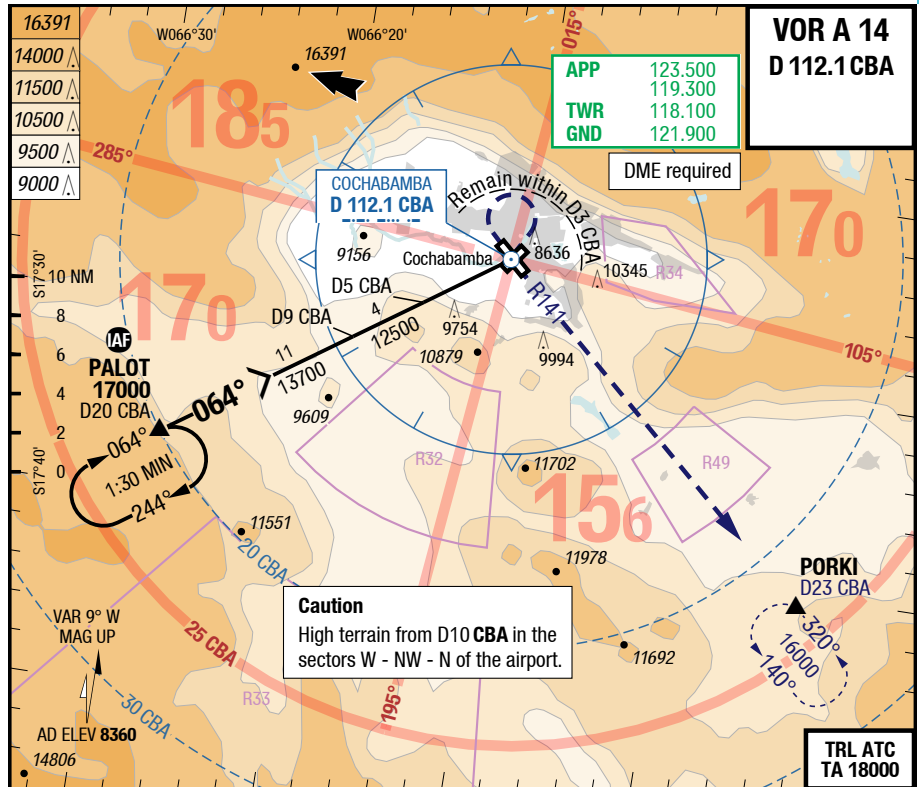 16391
14000
11500
10500
9500
9000
W066°30'
W066°20'
16391
015°
VOR A 14
D 112.1 CBA
APP 123.500
119.300
TWR 118.100
GND 121.900
DME required
185
285°
170
170
COCHABAMBA
D 112.1 CBA
Remain within D3 CBA
9156
Cochabamba
8636
10345
R34
S17°30'
10 NM
8
6
4
2
0
S17°40'
D5 CBA
D9 CBA
4
12500
11
13700
9754
10879
9994
R141
105°
IAF
PALOT
17000
D20 CBA
064°
064°
1:30 MIN
244°
9609
R32
11702
R49
156
11551
20 CBA
11978
PORKI
D23 CBA
320°
16000
140°
Caution
High terrain from D10 CBA in the
sectors W - NW - N of the airport.
11692
VAR 9° W
MAG UP
25 CBA
R33
195°
30 CBA
AD ELEV 8360
14806
TRL ATC
TA 18000